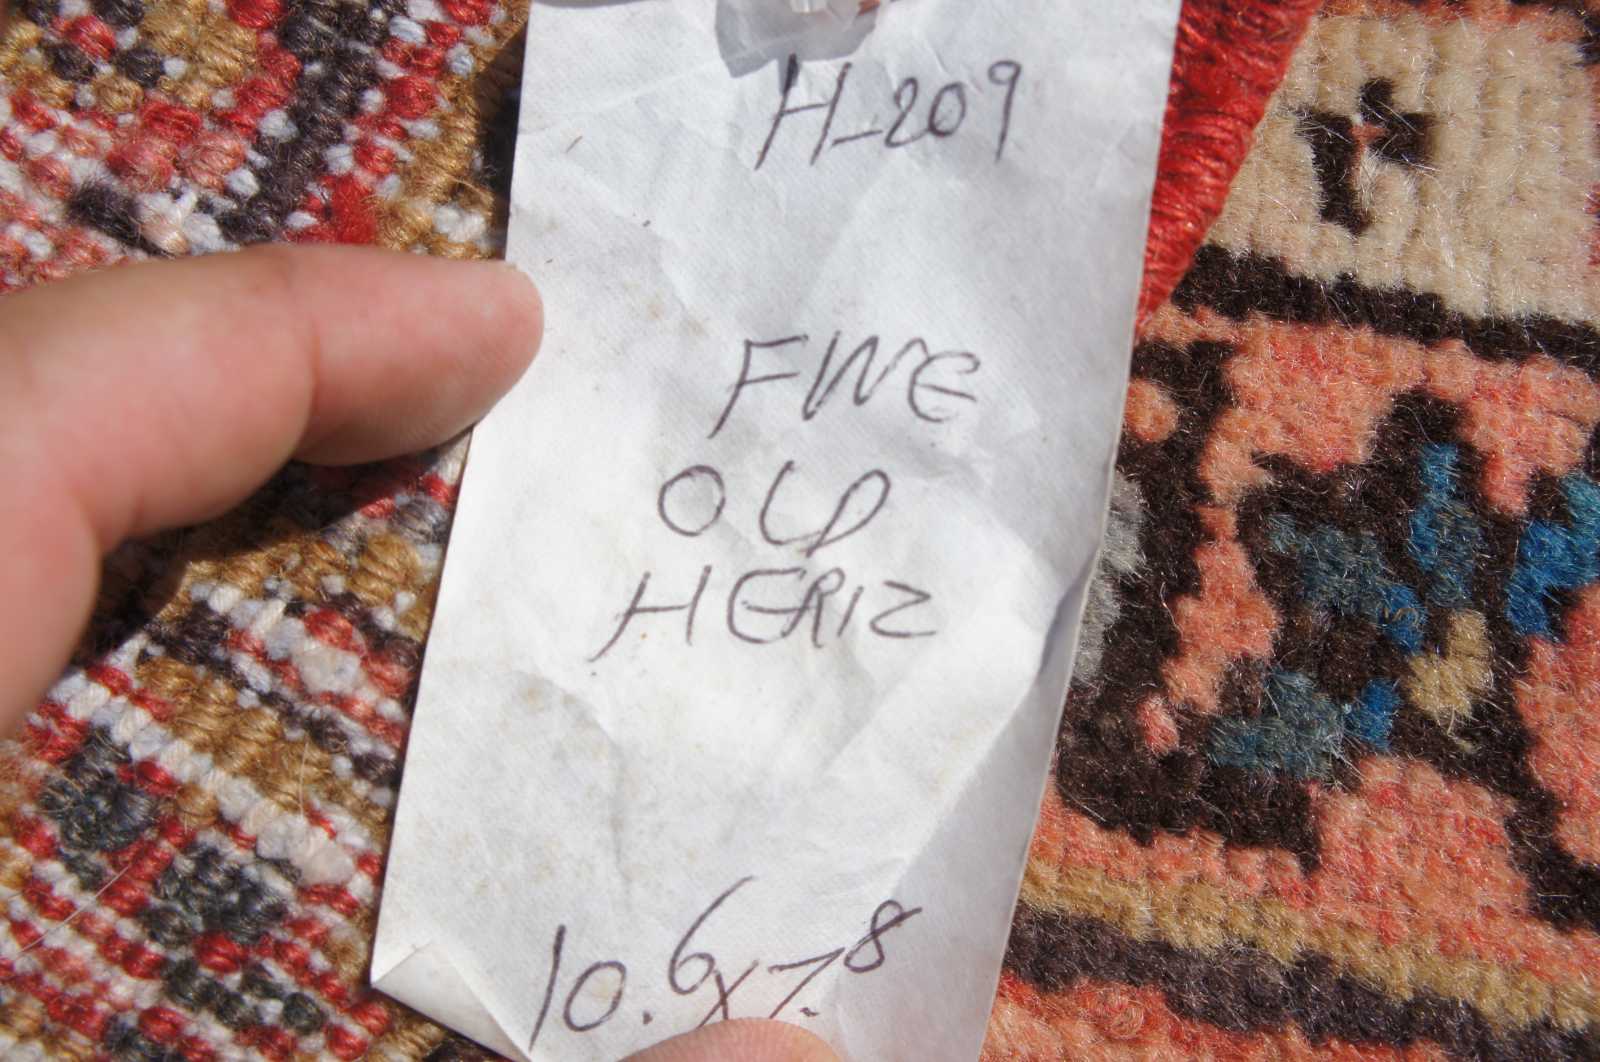 H-209
FINE
OLD
HERIZ
10.6x7.8